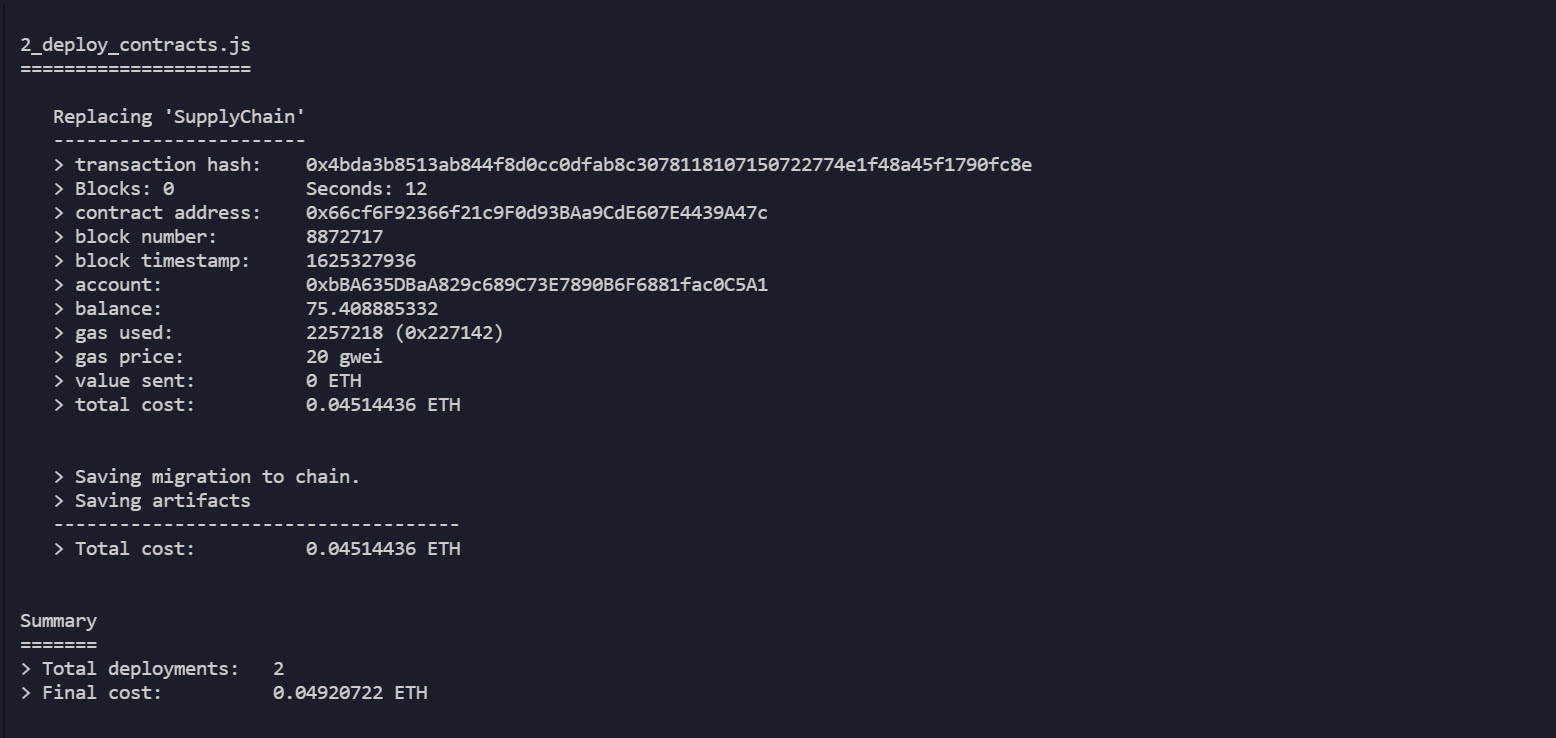 2_deploy_contracts.js
=====================
Replacing 'SupplyChain'
-----------------------
> transaction hash:    0x4bda3b8513ab844f8d0cc0dfab8c3078118107150722774e1f48a45f1790fc8e
> Blocks: 0            Seconds: 12
> contract address:    0x66cf6F92366f21c9F0d93BAa9CdE607E4439A47c
> block number:        8872717
> block timestamp:     1625327936
> account:             0xbBA635DBaA829c689C73E7890B6F6881fac0C5A1
> balance:             75.408885332
> gas used:            2257218 (0x227142)
> gas price:           20 gwei
> value sent:          0 ETH
> total cost:          0.04514436 ETH
> Saving migration to chain.
> Saving artifacts
-------------------------------------
> Total cost:          0.04514436 ETH
Summary
=======
> Total deployments:   2
> Final cost:          0.04920722 ETH